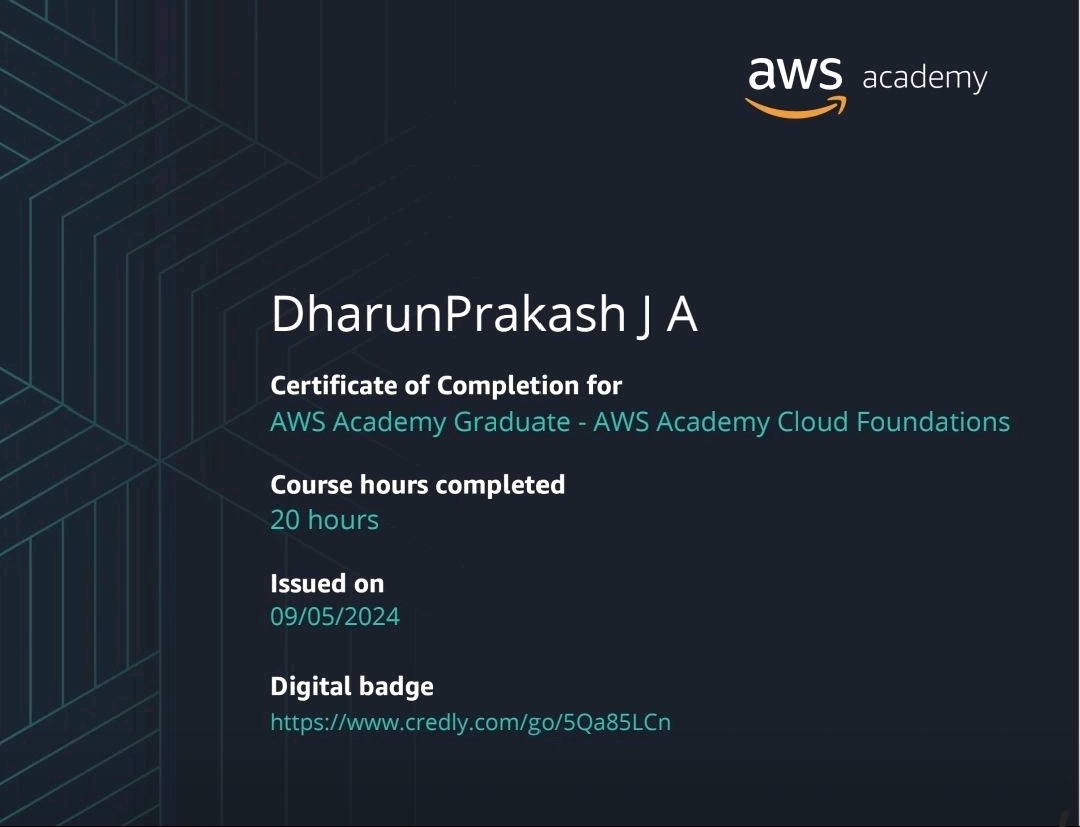 aws academy
DharunPrakash J A
Certificate of Completion for
AWS Academy Graduate - AWS Academy Cloud Foundations
Course hours completed
20 hours
Issued on
09/05/2024
Digital badge
https://www.credly.com/go/5Qa85LCn